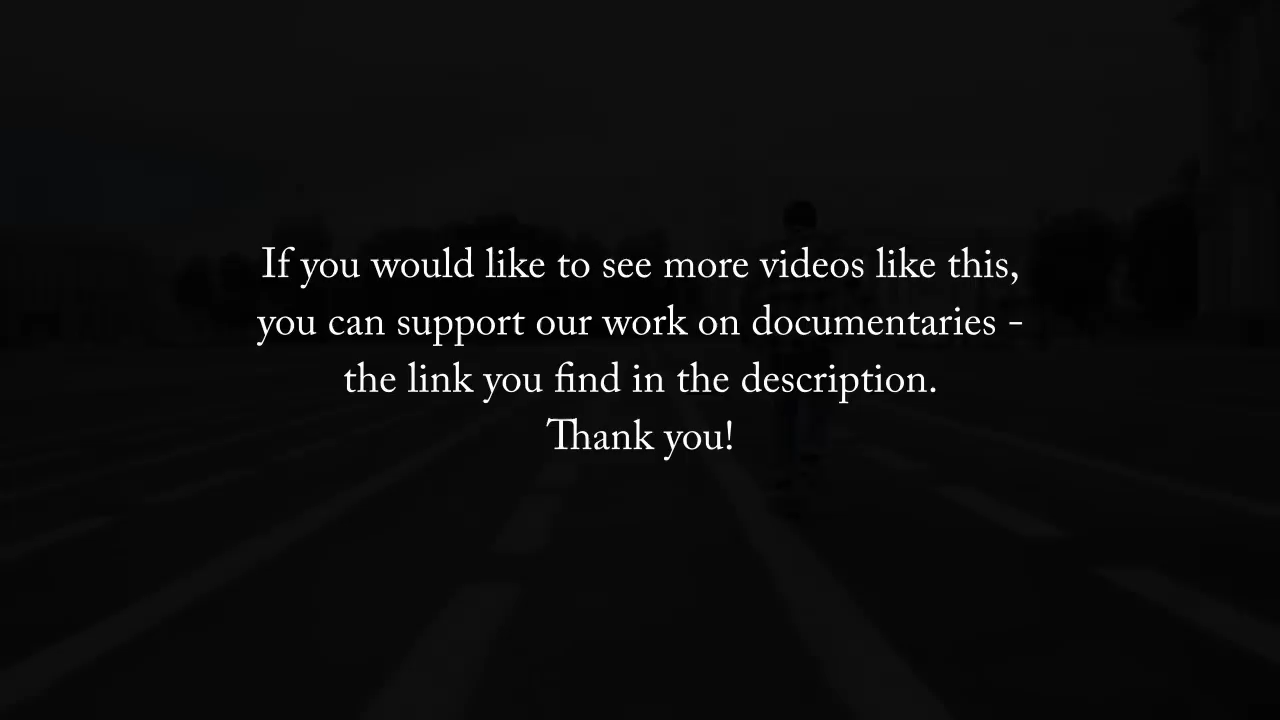 If you would like to see more videos like this,
you can support our work on documentaries -
the link you find in the description.
Thank you!